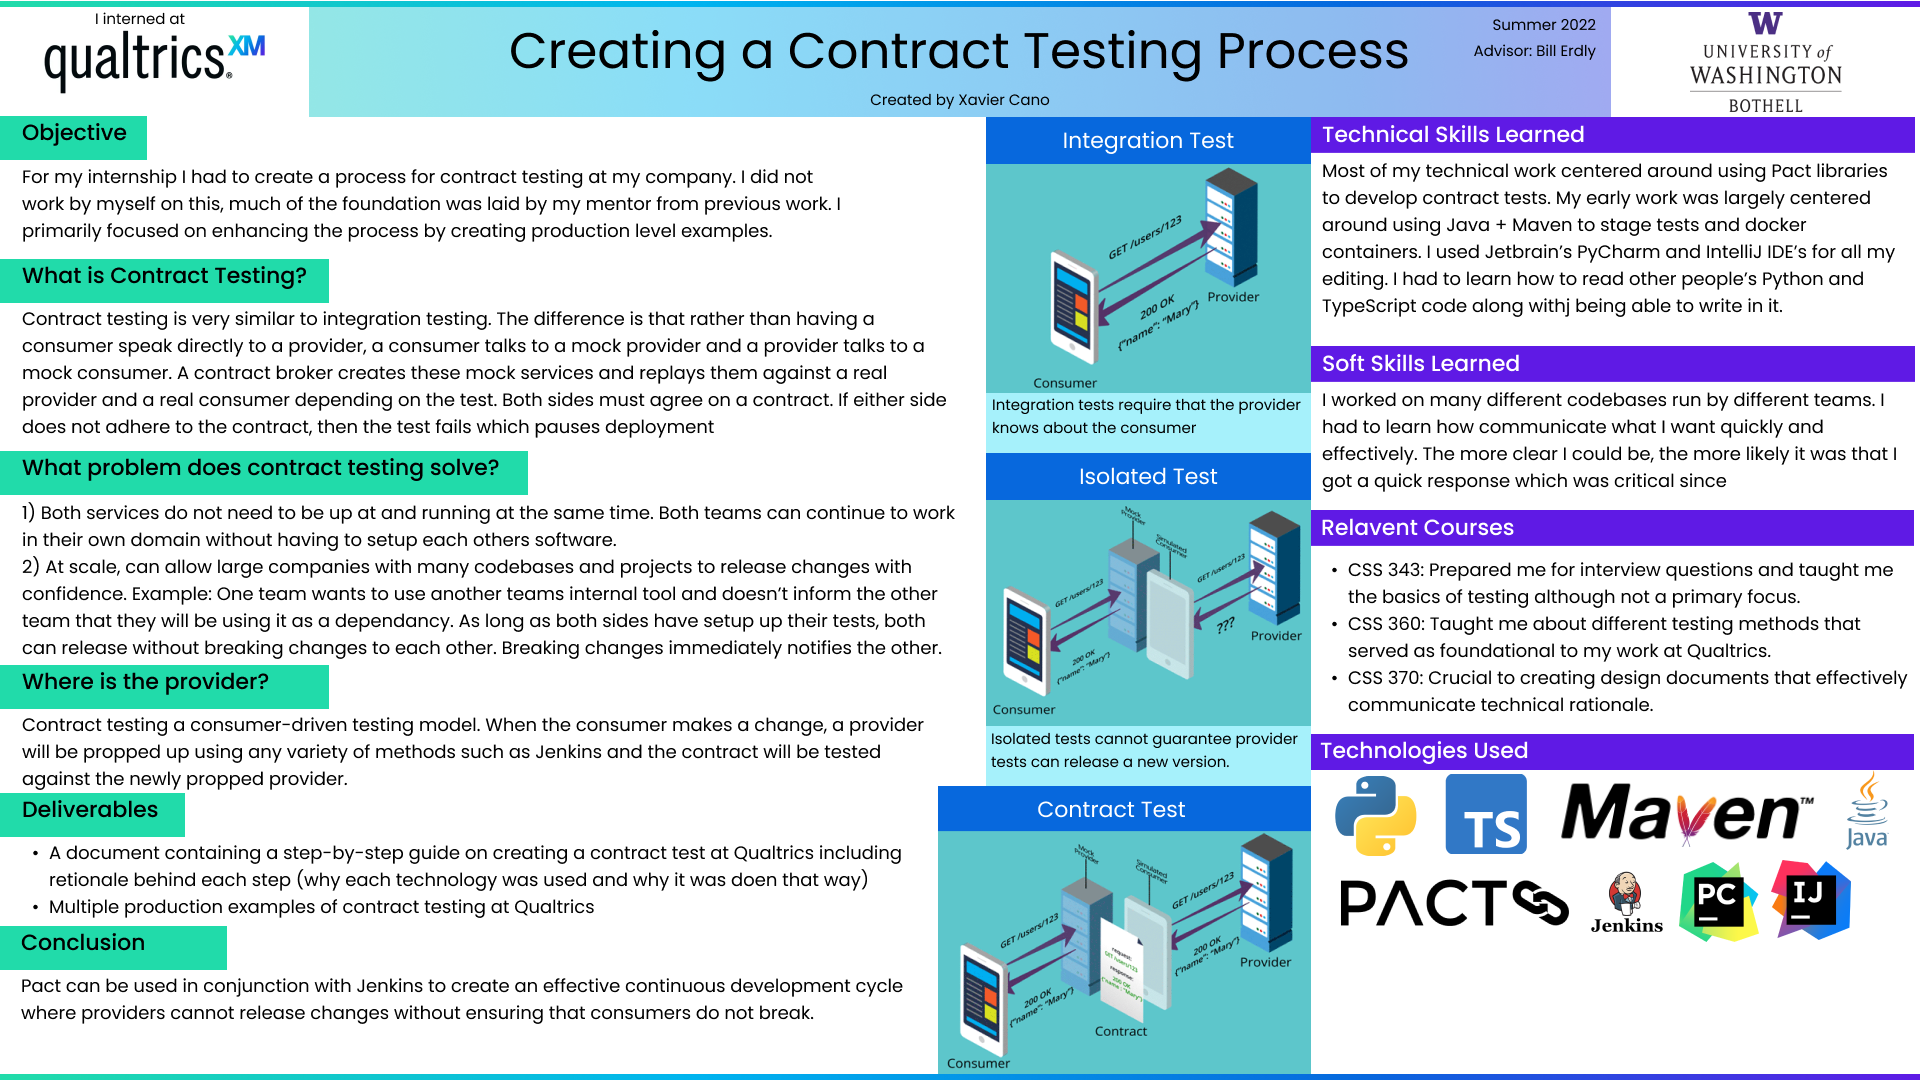 I interned at
qualtrics.XM
Creating a Contract Testing Process
Created by Xavier Cano
Summer 2022
Advisor: Bill Erdly
W
UNIVERSITY of
WASHINGTON
BOTHELL
Objective
For my internship I had to create a process for contract testing at my company. I did not
work by myself on this, much of the foundation was laid by my mentor from previous work. I
primarily focused on enhancing the process by creating production level examples.
What is Contract Testing?
Contract testing is very similar to integration testing. The difference is that rather than having a
consumer speak directly to a provider, a consumer talks to a mock provider and a provider talks to a
mock consumer. A contract broker creates these mock services and replays them against a real
provider and a real consumer depending on the test. Both sides must agree on a contract. If either side
does not adhere to the contract, then the test fails which pauses deployment
What problem does contract testing solve?
1) Both services do not need to be up at and running at the same time. Both teams can continue to work
in their own domain without having to setup each others software.
2) At scale, can allow large companies with many codebases and projects to release changes with
confidence. Example: One team wants to use another teams internal tool and doesn't inform the other
team that they will be using it as a dependancy. As long as both sides have setup up their tests, both
can release without breaking changes to each other. Breaking changes immediately notifies the other.
Where is the provider?
Contract testing a consumer-driven testing model. When the consumer makes a change, a provider
will be propped up using any variety of methods such as Jenkins and the contract will be tested
against the newly propped provider.
Deliverables
• A document containing a step-by-step guide on creating a contract test at Qualtrics including
retionale behind each step (why each technology was used and why it was doen that way)
• Multiple production examples of contract testing at Qualtrics
Conclusion
Pact can be used in conjunction with Jenkins to create an effective continuous development cycle
where providers cannot release changes without ensuring that consumers do not break.
Integration Test
GET /users/123
Provider
200 OK
{"name": "Mary"}
Consumer
Integration tests require that the provider
knows about the consumer
Isolated Test
Mock
Provider
Simulated
Consumer
GET /users/123
GET /users/123
???
Provider
200 OK
{"name": "Mary"}
Consumer
Isolated tests cannot guarantee provider
tests can release a new version.
Contract Test
Mock
Provider
Simulated
Consumer
GET /users/123
GET /users/123
request:
GET /users/123
response:
200 OK
{"name": "Mary"}
200 OK
{"name": "Mary"}
Provider
200 OK
{"name": "Mary"}
Contract
Consumer
Technical Skills Learned
Most of my technical work centered around using Pact libraries
to develop contract tests. My early work was largely centered
around using Java + Maven to stage tests and docker
containers. I used Jetbrain's PyCharm and IntelliJ IDE's for all my
editing. I had to learn how to read other people's Python and
TypeScript code along withj being able to write in it.
Soft Skills Learned
I worked on many different codebases run by different teams. I
had to learn how communicate what I want quickly and
effectively. The more clear I could be, the more likely it was that I
got a quick response which was critical since
Relavent Courses
• CSS 343: Prepared me for interview questions and taught me
the basics of testing although not a primary focus.
• CSS 360: Taught me about different testing methods that
served as foundational to my work at Qualtrics.
• CSS 370: Crucial to creating design documents that effectively
communicate technical rationale.
Technologies Used
TS
Maven™
Java
PACT
Jenkins
PC
IJ